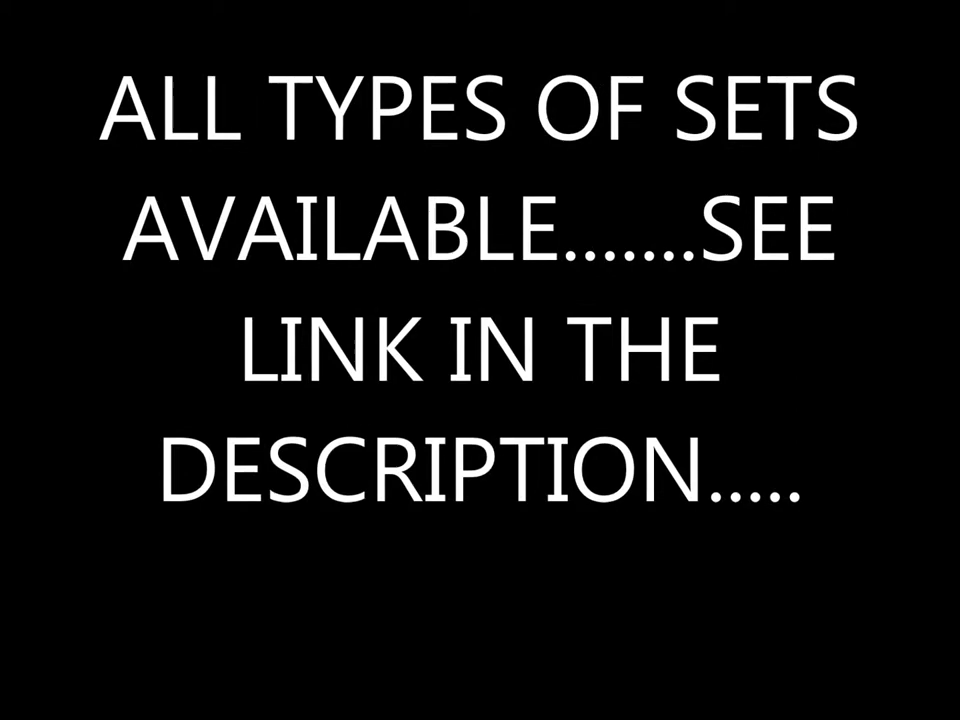 ALL TYPES OF SETS
AVAILABLE.......SEE
LINK IN THE
DESCRIPTION.....